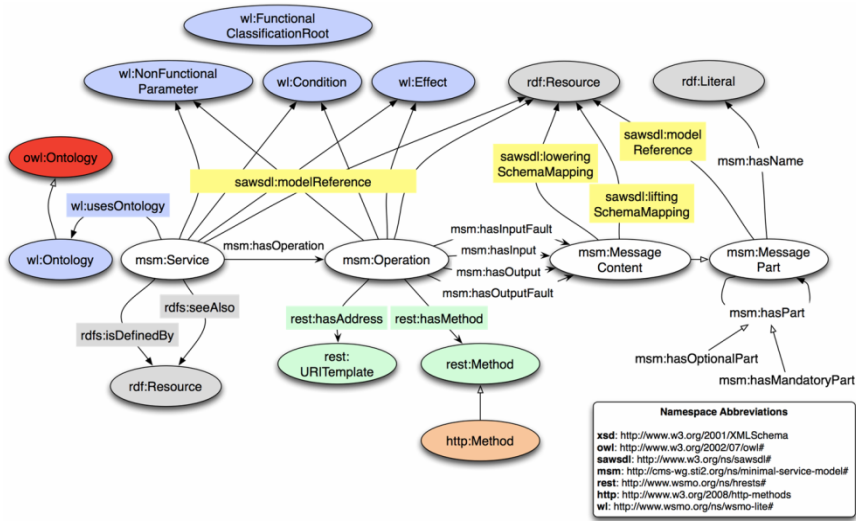 wl:Functional
ClassificationRoot
wl:NonFunctional
Parameter
wl:Condition
wl:Effect
rdf:Resource
rdf:Literal
owl:Ontology
sawsdl:lowering
SchemaMapping
sawsdl:model
Reference
msm:hasName
sawsdl:modelReference
wl:usesOntology
sawsdl:lifting
SchemaMapping
msm:hasOperation
msm:hasInputFault
msm:hasInput
msm:hasOutput
msm:hasOutputFault
wl:Ontology
msm:Service
msm:Operation
msm:Message
Content
msm:Message
Part
rdfs:seeAlso
rdfs:isDefinedBy
rest:hasAddress
rest:hasMethod
msm:hasPart
msm:hasOptionalPart
msm:hasMandatoryPart
rdf:Resource
rest:
URITemplate
rest:Method
http:Method
Namespace Abbreviations
xsd: http://www.w3.org/2001/XMLSchema
owl: http://www.w3.org/2002/07/owl#
sawsdl: http://www.w3.org/ns/sawsdl#
msm: http://cms-wg.sti2.org/ns/minimal-service-model#
rest: http://www.wsmo.org/ns/hrests#
http: http://www.w3.org/2008/http-methods
wl: http://www.wsmo.org/ns/wsmo-lite#